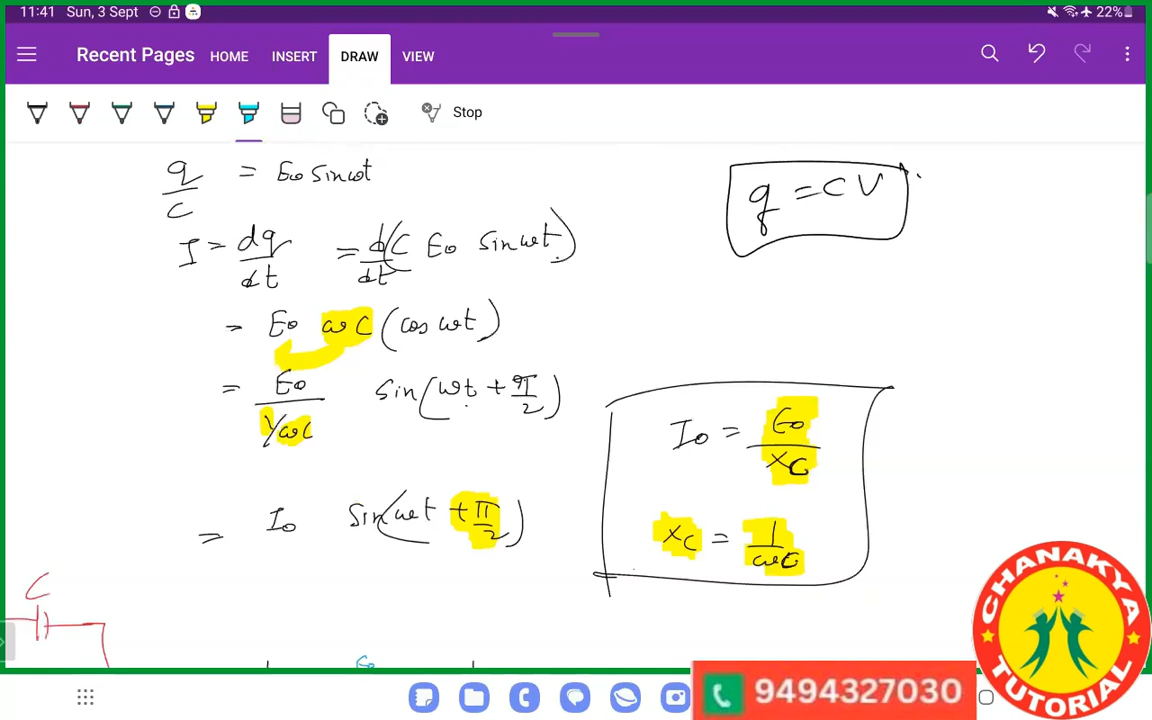 11:41 Sun, 3 Sept 22%
Recent Pages HOME INSERT DRAW VIEW
Stop
q/C = E₀ sin ωt
q = CV
I = dq/dt = d/dt (C E₀ sin ωt)
= E₀ ωC (cos ωt)
= E₀/(1/ωC) sin(ωt + π/2)
I₀ = E₀/X_C
= I₀ sin(ωt + π/2)
X_C = 1/ωC
C
E₀
CHANAKYA
TUTORIAL
9494327030